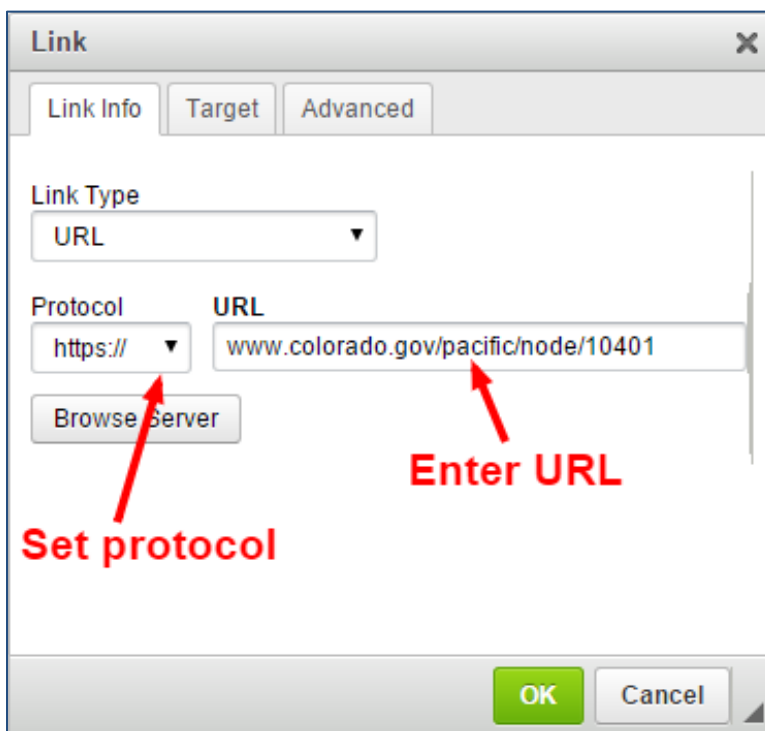 Link
Link Info Target Advanced
Link Type
URL
Protocol URL
https:// www.colorado.gov/pacific/node/10401
Browse Server
Enter URL
Set protocol
OK Cancel